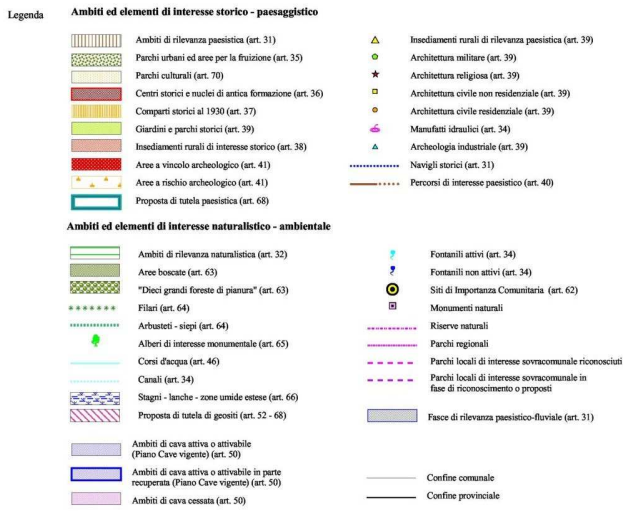 Legenda
Ambiti ed elementi di interesse storico - paesaggistico
Ambiti di rilevanza paesistica (art. 31)
Parchi urbani ed aree per la fruizione (art. 35)
Parchi culturali (art. 70)
Centri storici e nuclei di antica formazione (art. 36)
Comparti storici al 1930 (art. 37)
Giardini e parchi storici (art. 39)
Insediamenti rurali di interesse storico (art. 38)
Aree a vincolo archeologico (art. 41)
Aree a rischio archeologico (art. 41)
Proposta di tutela paesistica (art. 68)
Insediamenti rurali di rilevanza paesistica (art. 39)
Architettura militare (art. 39)
Architettura religiosa (art. 39)
Architettura civile non residenziale (art. 39)
Architettura civile residenziale (art. 39)
Manufatti idraulici (art. 34)
Archeologia industriale (art. 39)
Navigli storici (art. 31)
Percorsi di interesse paesistico (art. 40)
Ambiti ed elementi di interesse naturalistico - ambientale
Ambiti di rilevanza naturalistica (art. 32)
Aree boscate (art. 63)
"Dieci grandi foreste di pianura" (art. 63)
Filari (art. 64)
Arbusteti - siepi (art. 64)
Alberi di interesse monumentale (art. 65)
Corsi d'acqua (art. 46)
Canali (art. 34)
Stagni - lanche - zone umide estese (art. 66)
Proposta di tutela di geositi (art. 52 - 68)
Ambiti di cava attiva o attivabile
(Piano Cave vigente) (art. 50)
Ambiti di cava attiva o attivabile in parte
recuperata (Piano Cave vigente) (art. 50)
Ambiti di cava cessata (art. 50)
Fontanili attivi (art. 34)
Fontanili non attivi (art. 34)
Siti di Importanza Comunitaria (art. 62)
Monumenti naturali
Riserve naturali
Parchi regionali
Parchi locali di interesse sovracomunale riconosciuti
Parchi locali di interesse sovracomunale in
fase di riconoscimento o proposti
Fasce di rilevanza paesistico-fluviale (art. 31)
Confine comunale
Confine provinciale